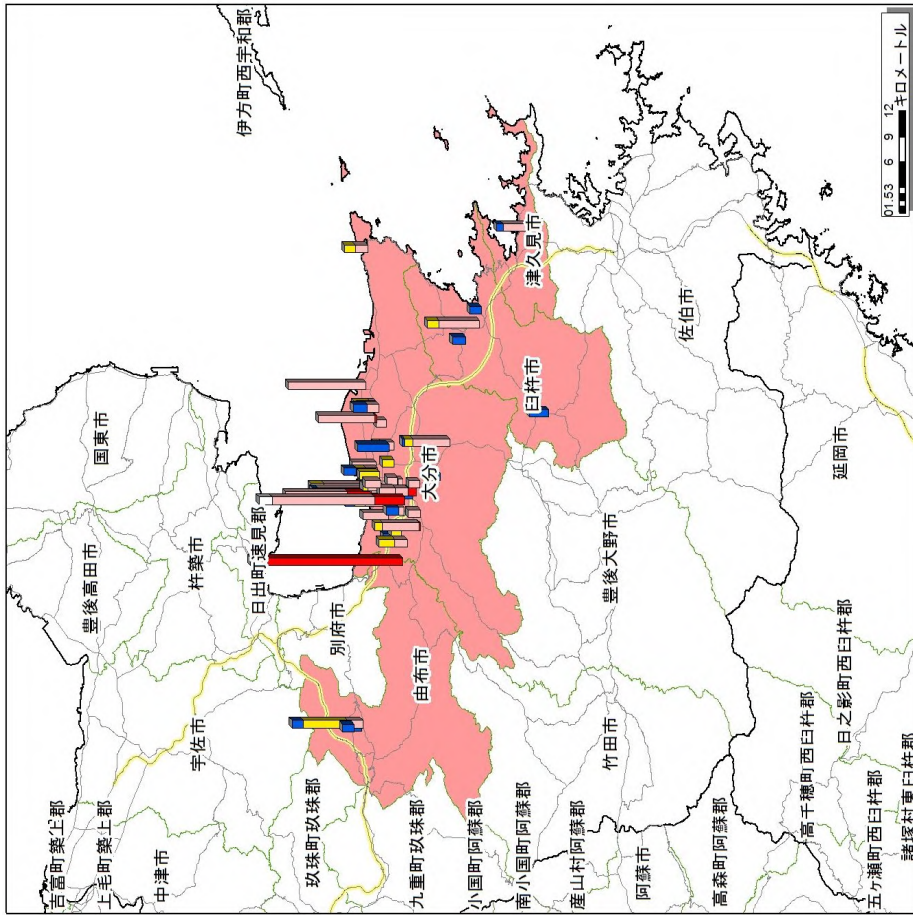 吉富町築上郡
豊後高田市
国東市
上毛町築上郡
中津市
宇佐市
杵築市
伊方町西宇和郡
日出町速見郡
玖珠町玖珠郡
別府市
九重町玖珠郡
由布市
大分市
小国町阿蘇郡
南小国町阿蘇郡
臼杵市
津久見市
産山村阿蘇郡
竹田市
豊後大野市
阿蘇市
佐伯市
高森町阿蘇郡
高千穂町西臼杵郡
延岡市
日之影町西臼杵郡
五ヶ瀬町西臼杵郡
諸塚村東臼杵郡
01.53 6 9 12
キロメートル